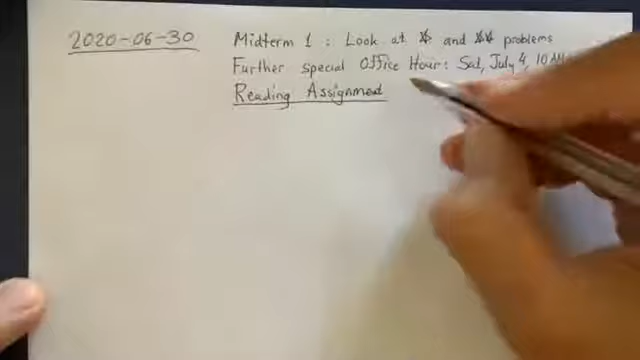 2020-06-30
Midterm 1 : Look at ☆ and ☆☆ problems
Further special Office Hour: Sat, July 4, 10 AM
Reading Assignment